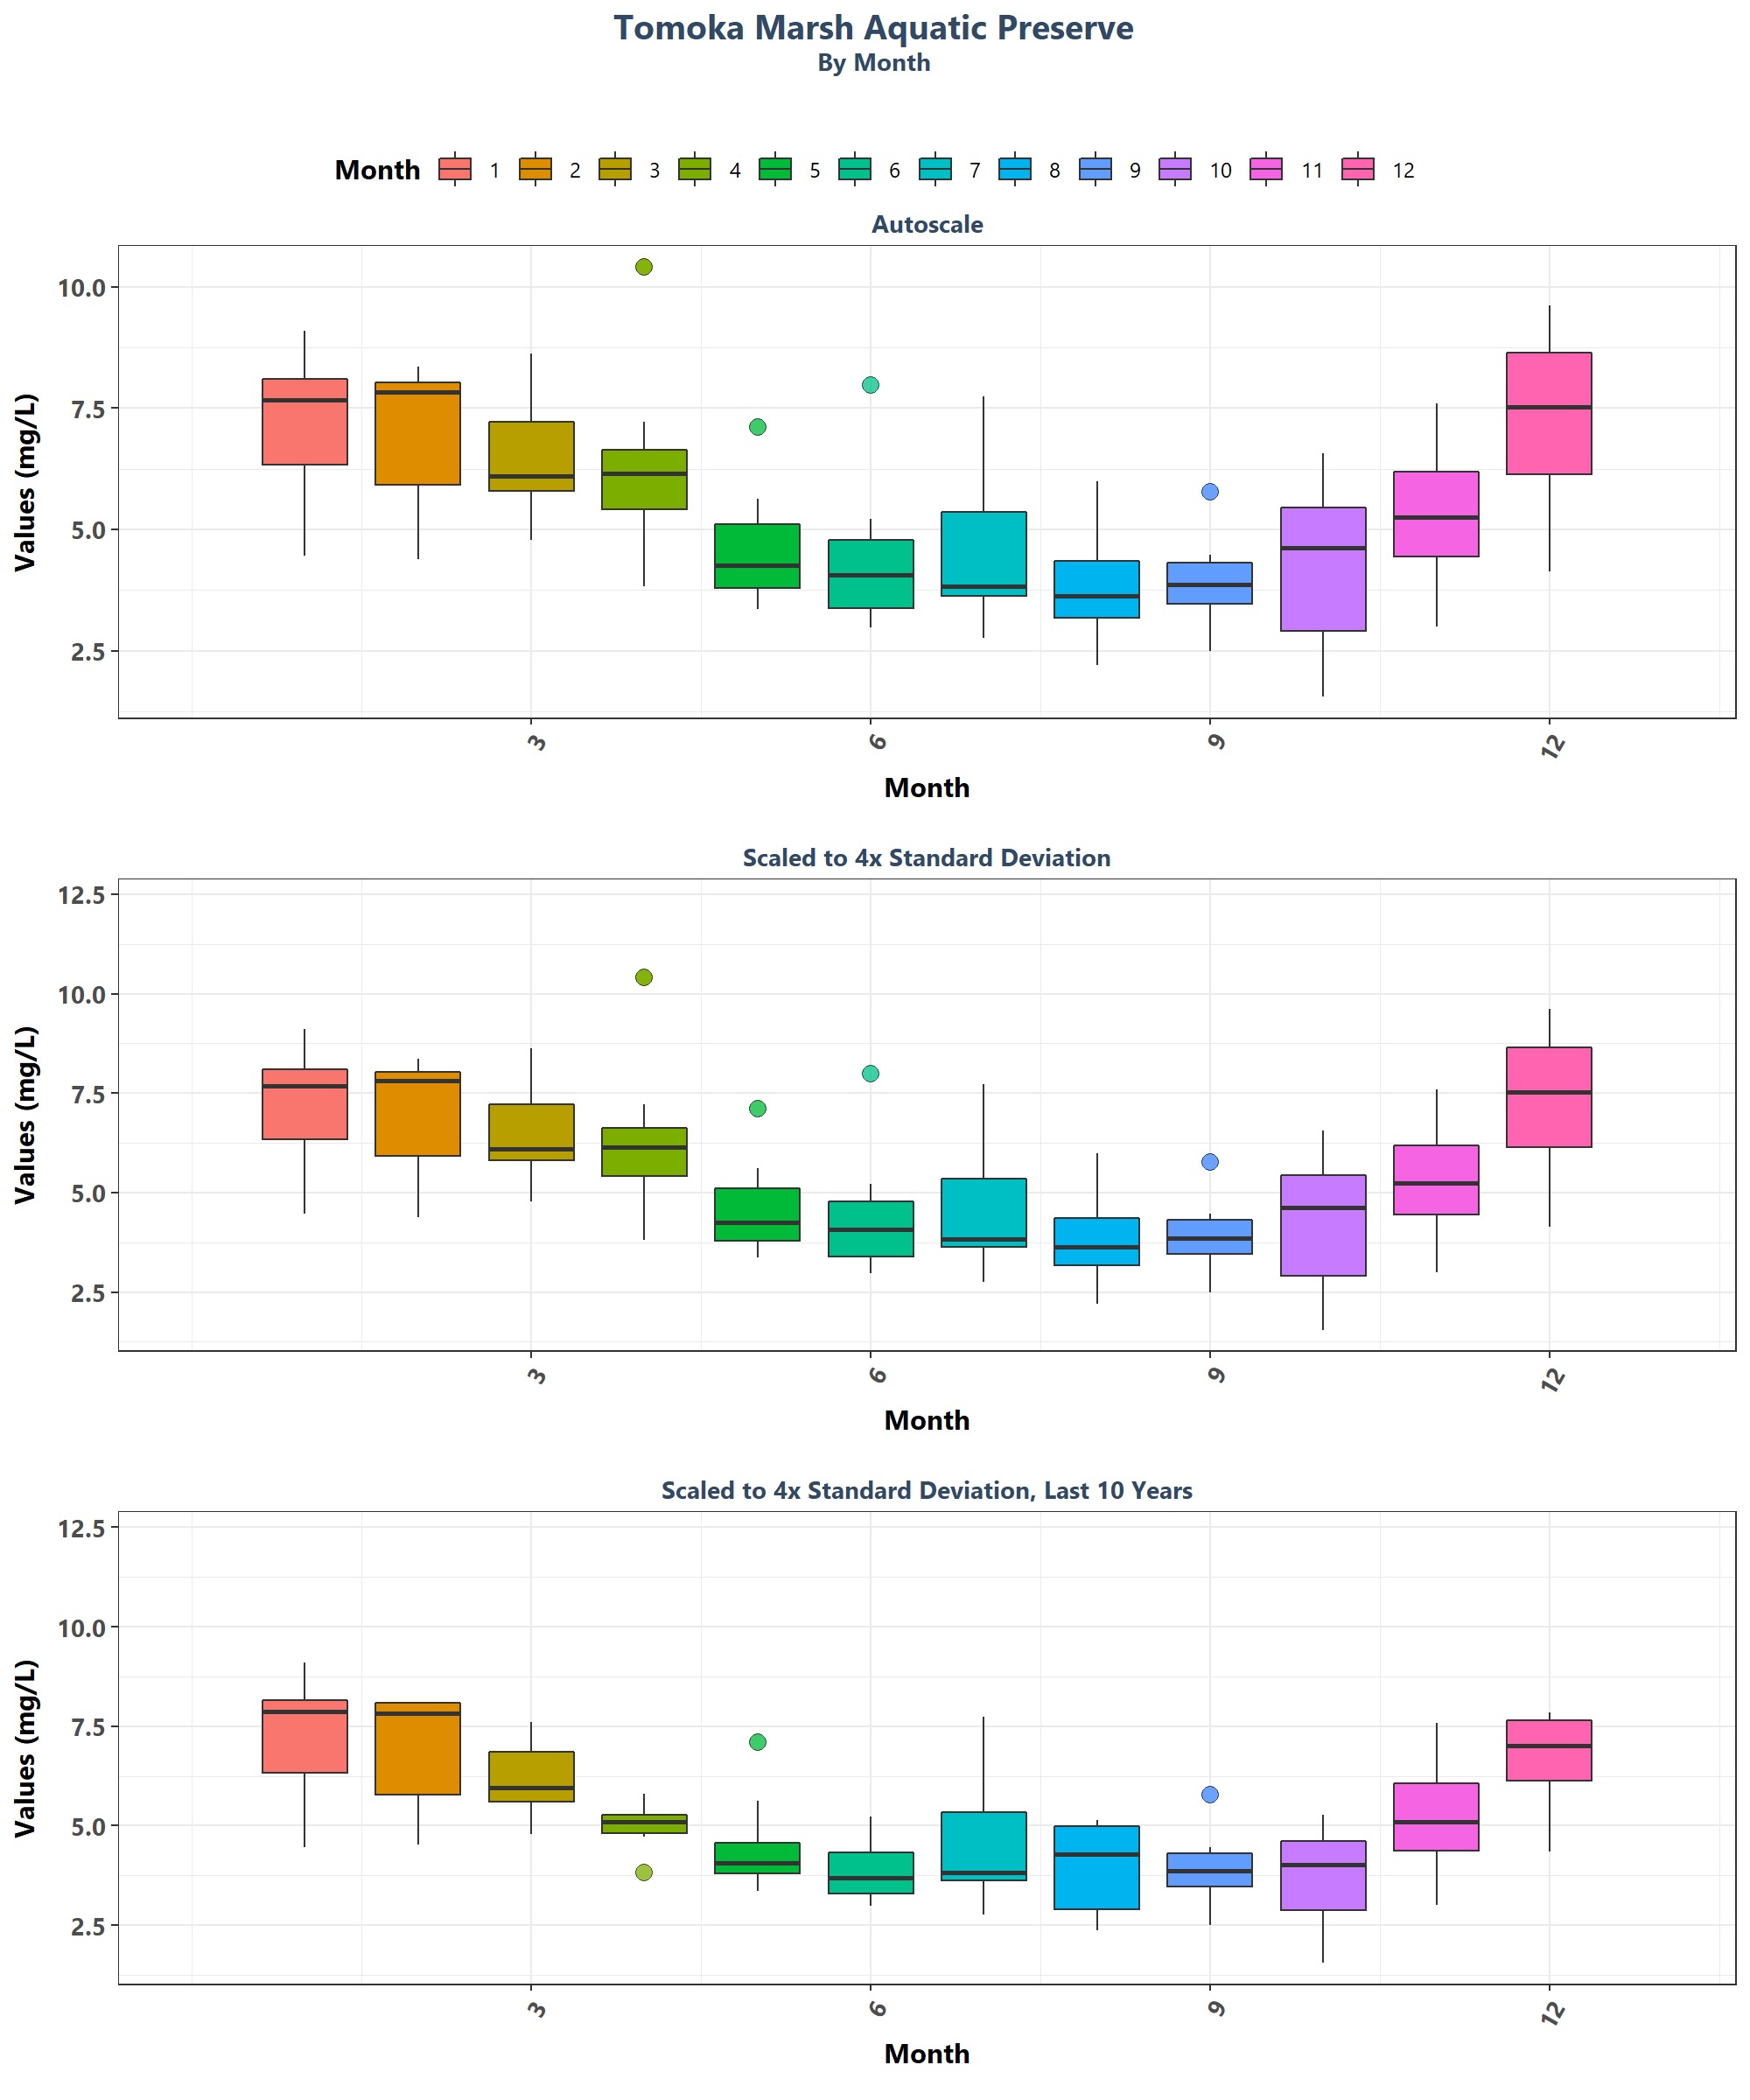 Tomoka Marsh Aquatic Preserve
By Month
Month 1 2 3 4 5 6 7 8 9 10 11 12
Autoscale
Values (mg/L)
10.0
7.5
5.0
2.5
3 6 9 12
Month
Scaled to 4x Standard Deviation
Values (mg/L)
12.5
10.0
7.5
5.0
2.5
3 6 9 12
Month
Scaled to 4x Standard Deviation, Last 10 Years
Values (mg/L)
12.5
10.0
7.5
5.0
2.5
3 6 9 12
Month